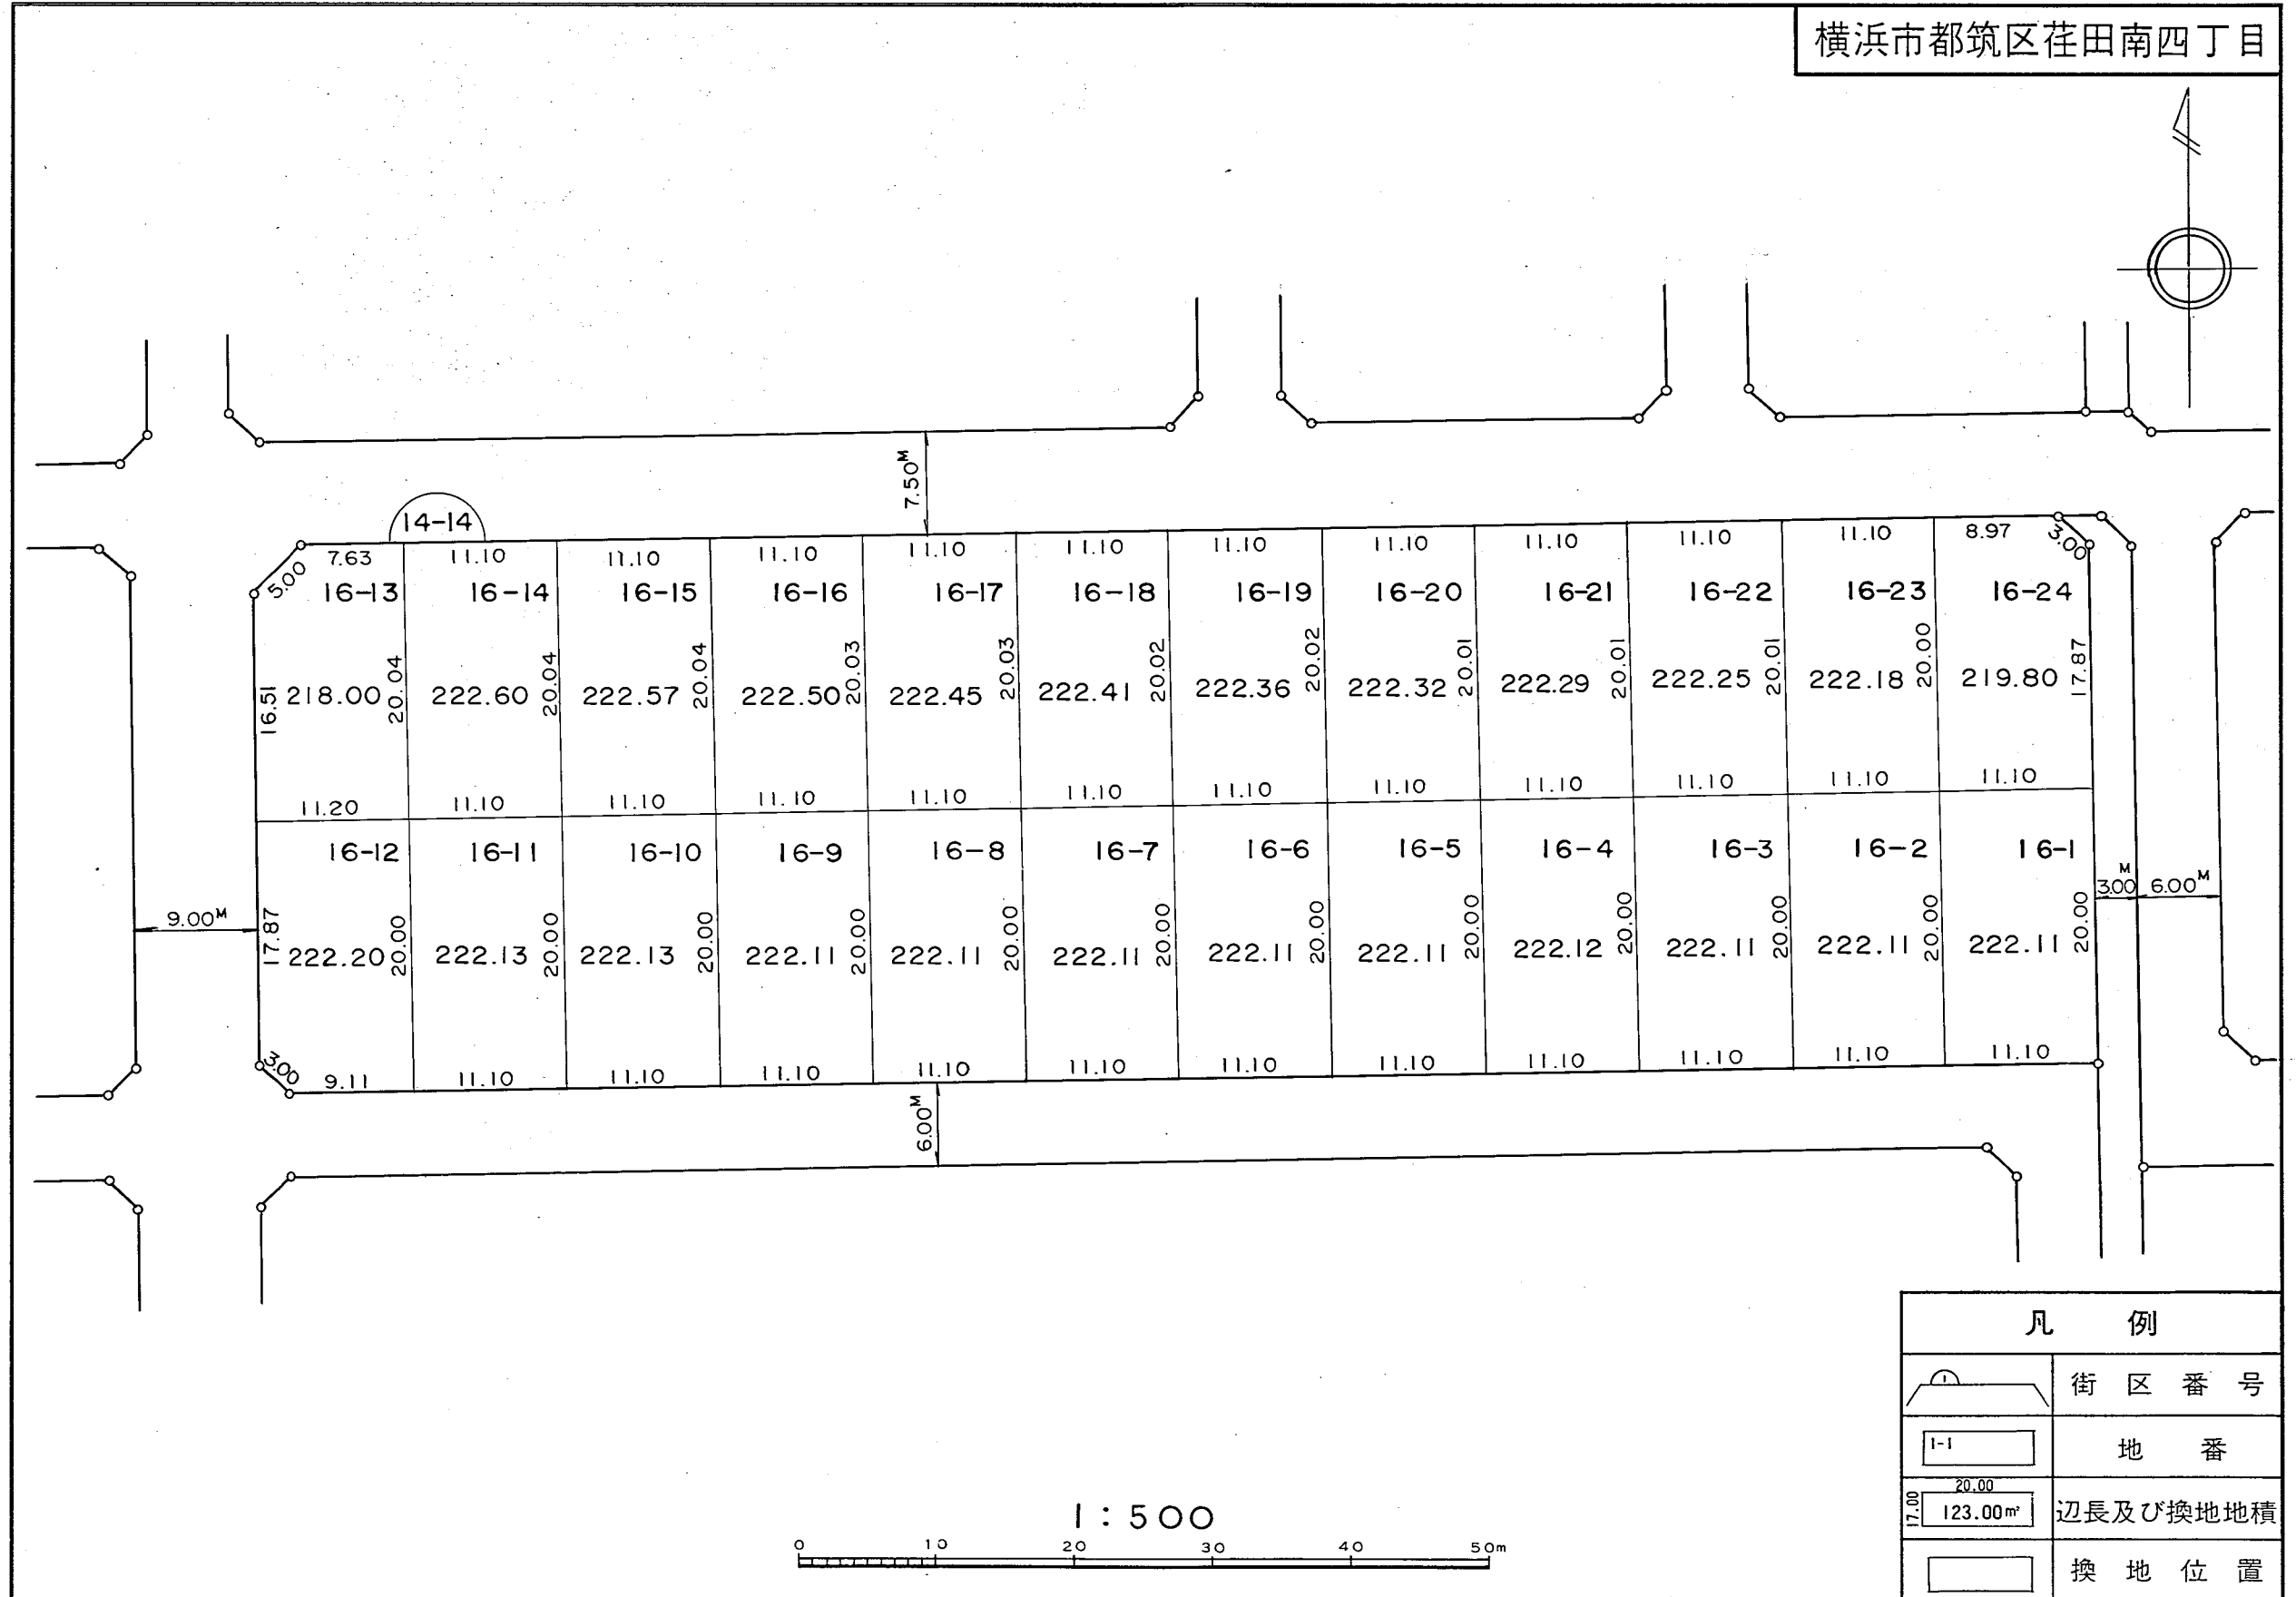 横浜市都筑区荏田南四丁目
7.50M
14-14
7.63 11.10 11.10 11.10 11.10 11.10 11.10 11.10 11.10 11.10 11.10 8.97 3.00
5.00
16-13 16-14 16-15 16-16 16-17 16-18 16-19 16-20 16-21 16-22 16-23 16-24
16.51 218.00 20.04 222.60 20.04 222.57 20.04 222.50 20.03 222.45 20.03 222.41 20.02 222.36 20.02 222.32 20.01 222.29 20.01 222.25 20.01 222.18 20.00 219.80 17.87
11.20 11.10 11.10 11.10 11.10 11.10 11.10 11.10 11.10 11.10 11.10 11.10
16-12 16-11 16-10 16-9 16-8 16-7 16-6 16-5 16-4 16-3 16-2 16-1
9.00M
3.00M 6.00M
17.87 222.20 20.00 222.13 20.00 222.13 20.00 222.11 20.00 222.11 20.00 222.11 20.00 222.11 20.00 222.11 20.00 222.12 20.00 222.11 20.00 222.11 20.00 222.11 20.00
3.00 9.11 11.10 11.10 11.10 11.10 11.10 11.10 11.10 11.10 11.10 11.10 11.10
6.00M
1:500
0 10 20 30 40 50m
凡例
1 街区番号
1-1 地番
20.00
17.00 123.00㎡ 辺長及び換地地積
換地位置